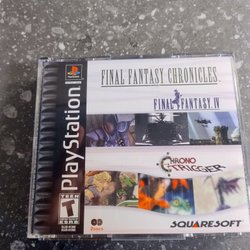 FINAL FANTASY CHRONICLES
FINAL FANTASY IV
CHRONO
TRIGGER
PlayStation
SQUARESOFT